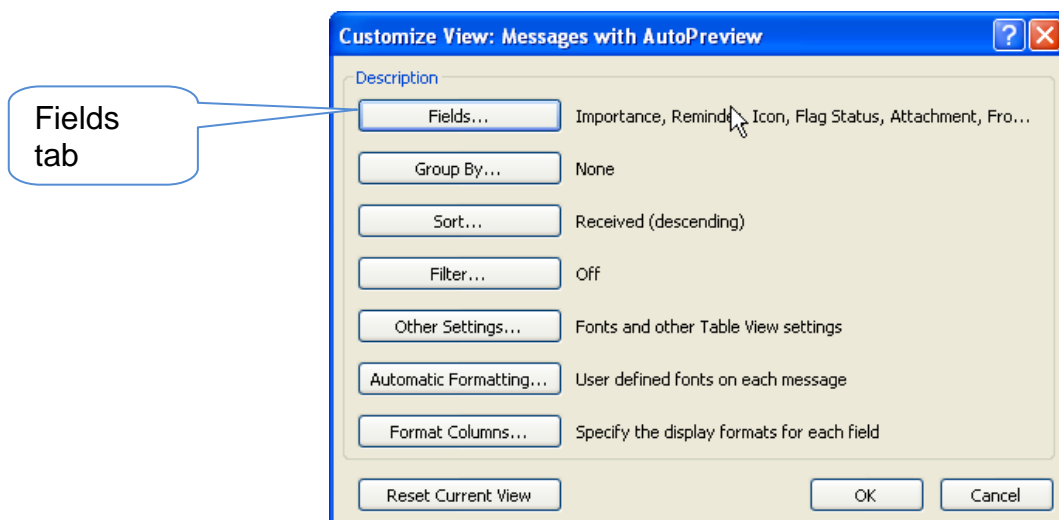 Customize View: Messages with AutoPreview
Description
Fields
tab
Fields... Importance, Reminder, Icon, Flag Status, Attachment, Fro...
Group By... None
Sort... Received (descending)
Filter... Off
Other Settings... Fonts and other Table View settings
Automatic Formatting... User defined fonts on each message
Format Columns... Specify the display formats for each field
Reset Current View OK Cancel